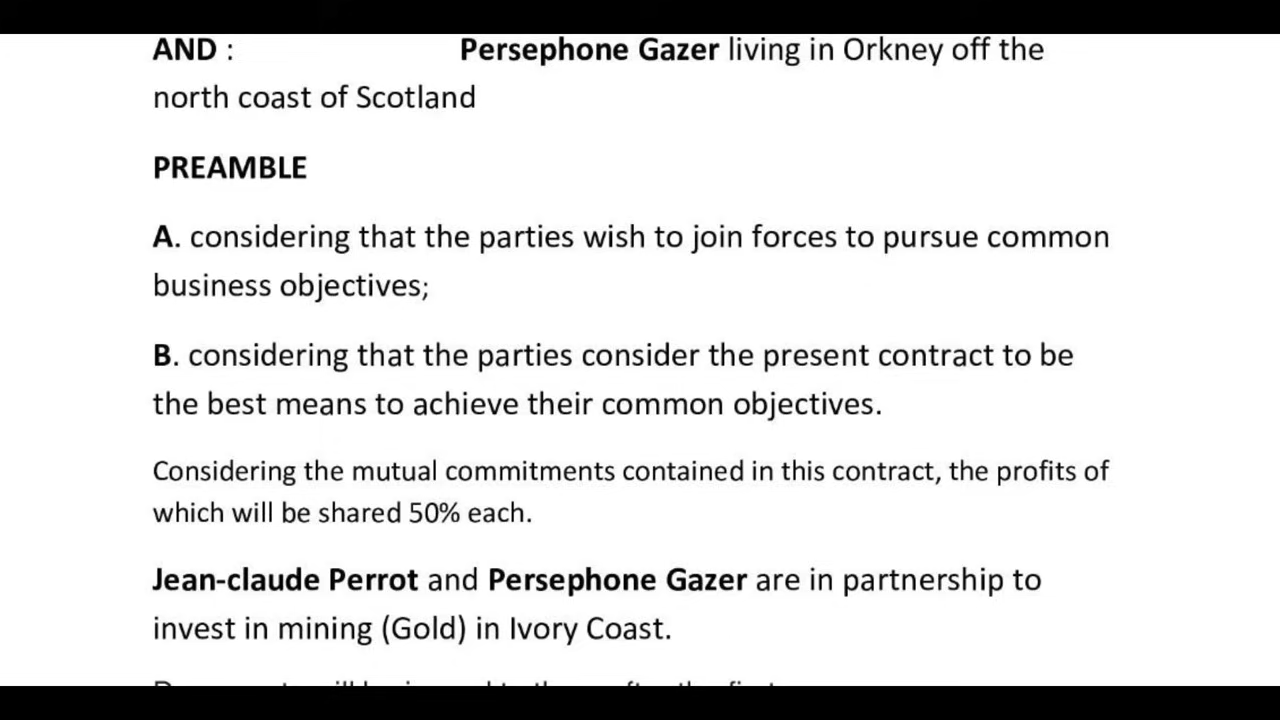 AND : Persephone Gazer living in Orkney off the
north coast of Scotland
PREAMBLE
A. considering that the parties wish to join forces to pursue common
business objectives;
B. considering that the parties consider the present contract to be
the best means to achieve their common objectives.
Considering the mutual commitments contained in this contract, the profits of
which will be shared 50% each.
Jean-claude Perrot and Persephone Gazer are in partnership to
invest in mining (Gold) in Ivory Coast.